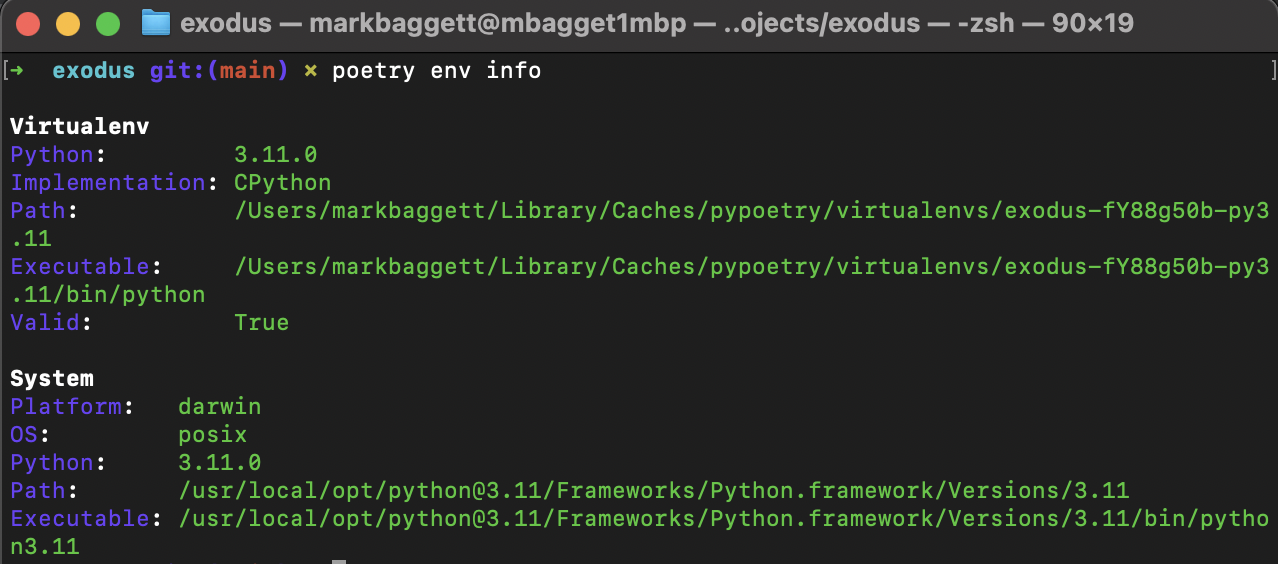 exodus — markbaggett@mbagget1mbp — ..ojects/exodus — -zsh — 90×19
[➜  exodus git:(main) × poetry env info ]
Virtualenv
Python:         3.11.0
Implementation: CPython
Path:           /Users/markbaggett/Library/Caches/pypoetry/virtualenvs/exodus-fY88g50b-py3
.11
Executable:     /Users/markbaggett/Library/Caches/pypoetry/virtualenvs/exodus-fY88g50b-py3
.11/bin/python
Valid:          True
System
Platform:   darwin
OS:         posix
Python:     3.11.0
Path:       /usr/local/opt/python@3.11/Frameworks/Python.framework/Versions/3.11
Executable: /usr/local/opt/python@3.11/Frameworks/Python.framework/Versions/3.11/bin/pytho
n3.11